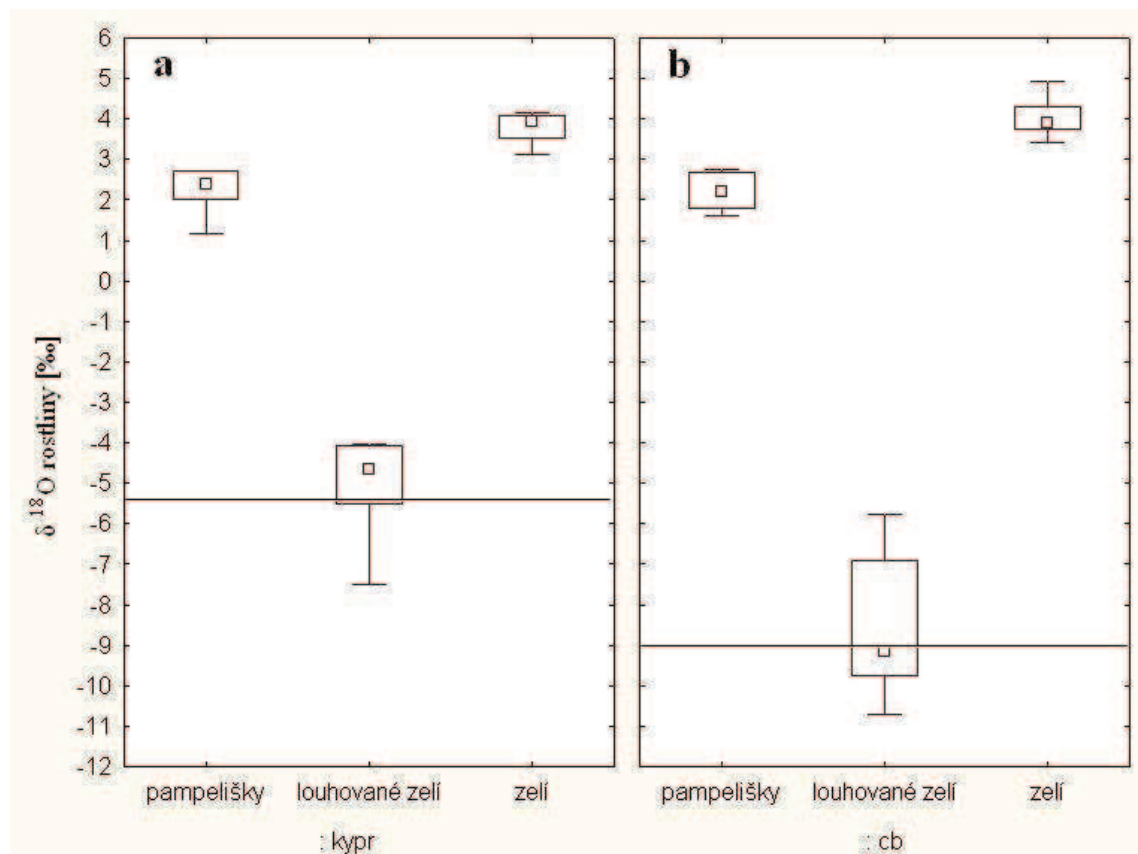 a
b
δ ¹⁸O rostliny [‰]
6
5
4
3
2
1
0
-1
-2
-3
-4
-5
-6
-7
-8
-9
-10
-11
-12
pampelišky louhované zelí zelí
: kypr
pampelišky louhované zelí zelí
: cb